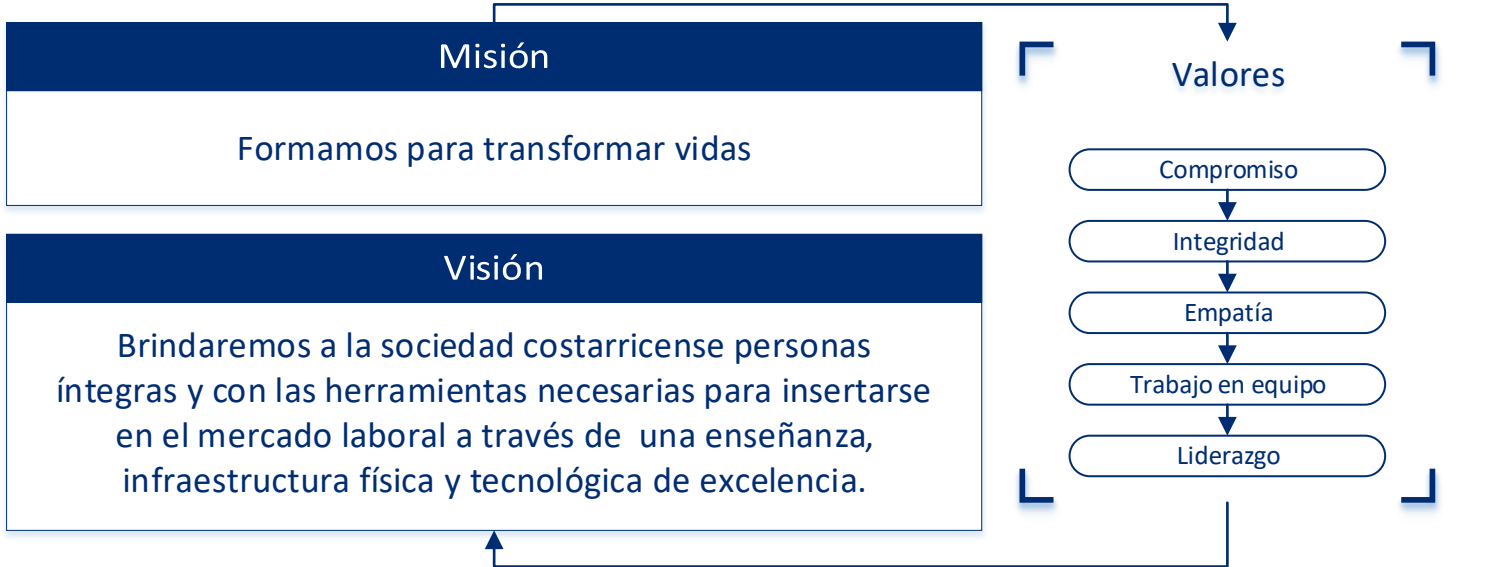 Misión
Formamos para transformar vidas
Visión
Brindaremos a la sociedad costarricense personas
íntegras y con las herramientas necesarias para insertarse
en el mercado laboral a través de una enseñanza,
infraestructura física y tecnológica de excelencia.
Valores
Compromiso
Integridad
Empatía
Trabajo en equipo
Liderazgo